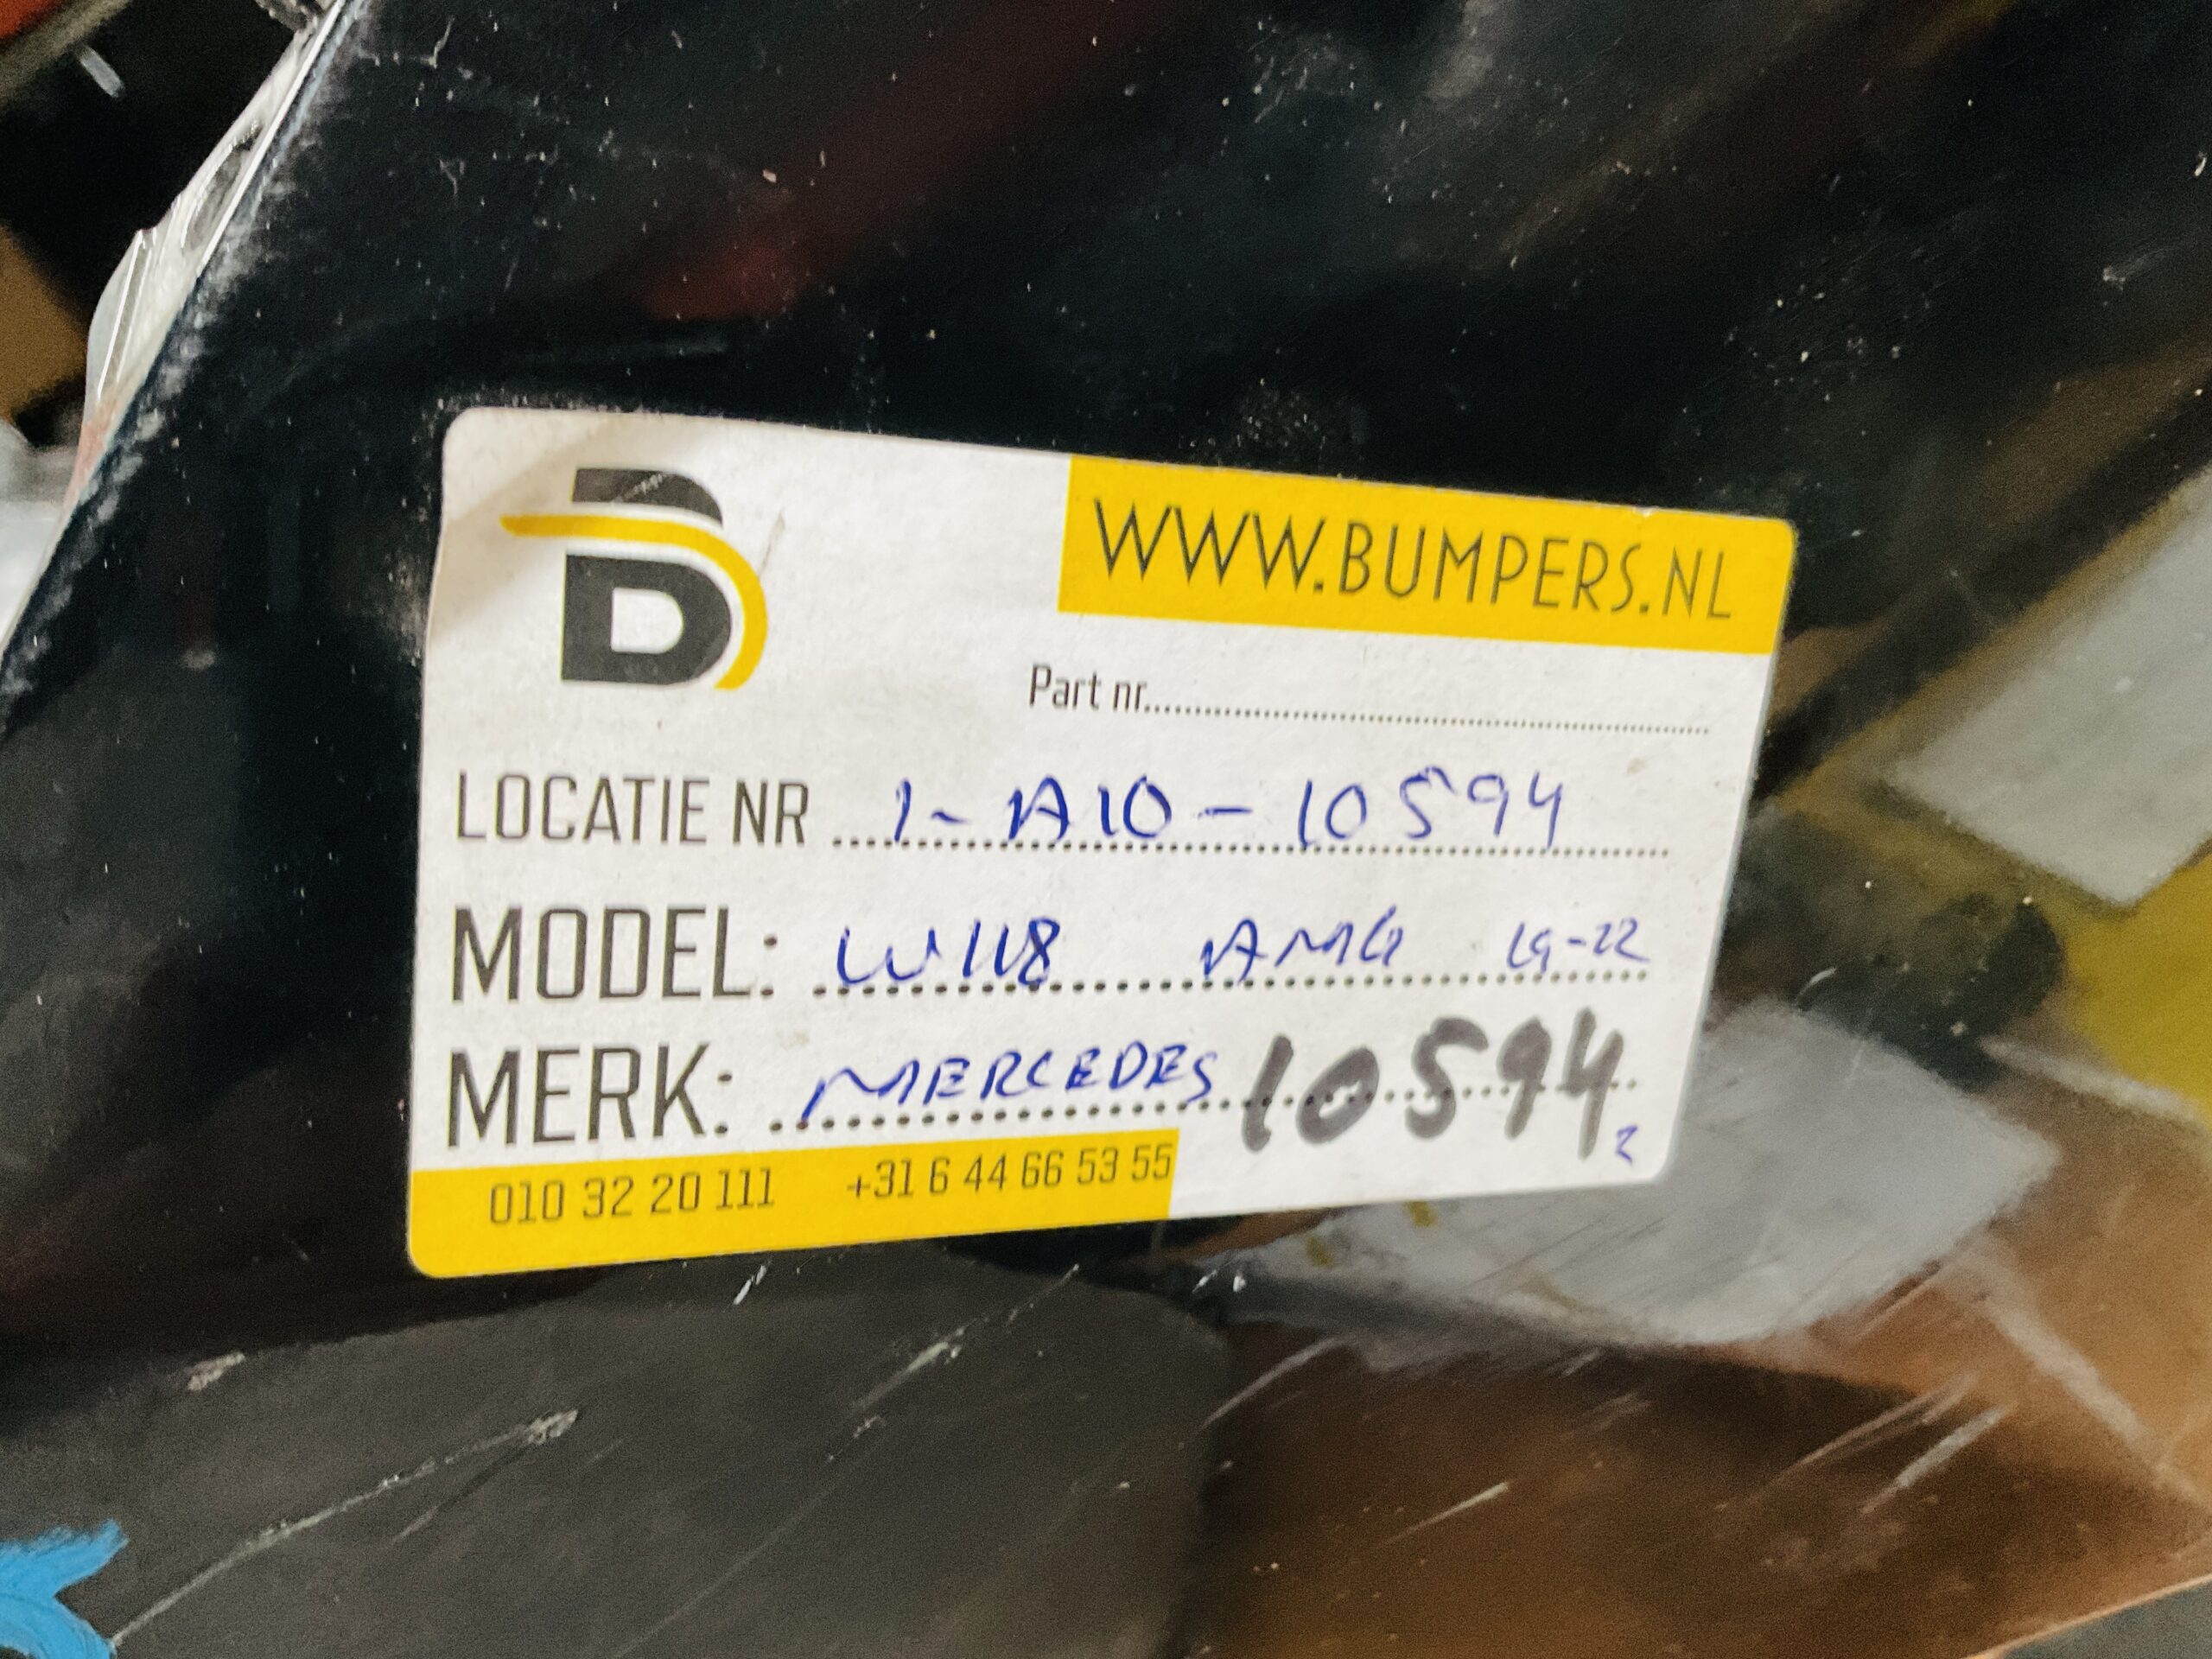 B
WWW.BUMPERS.NL
Part nr.
LOCATIE NR 1-A10-10594
MODEL: W118 AMG 19-22
MERK: MERCEDES 10594
2
010 32 20 111 +31 6 44 66 53 55